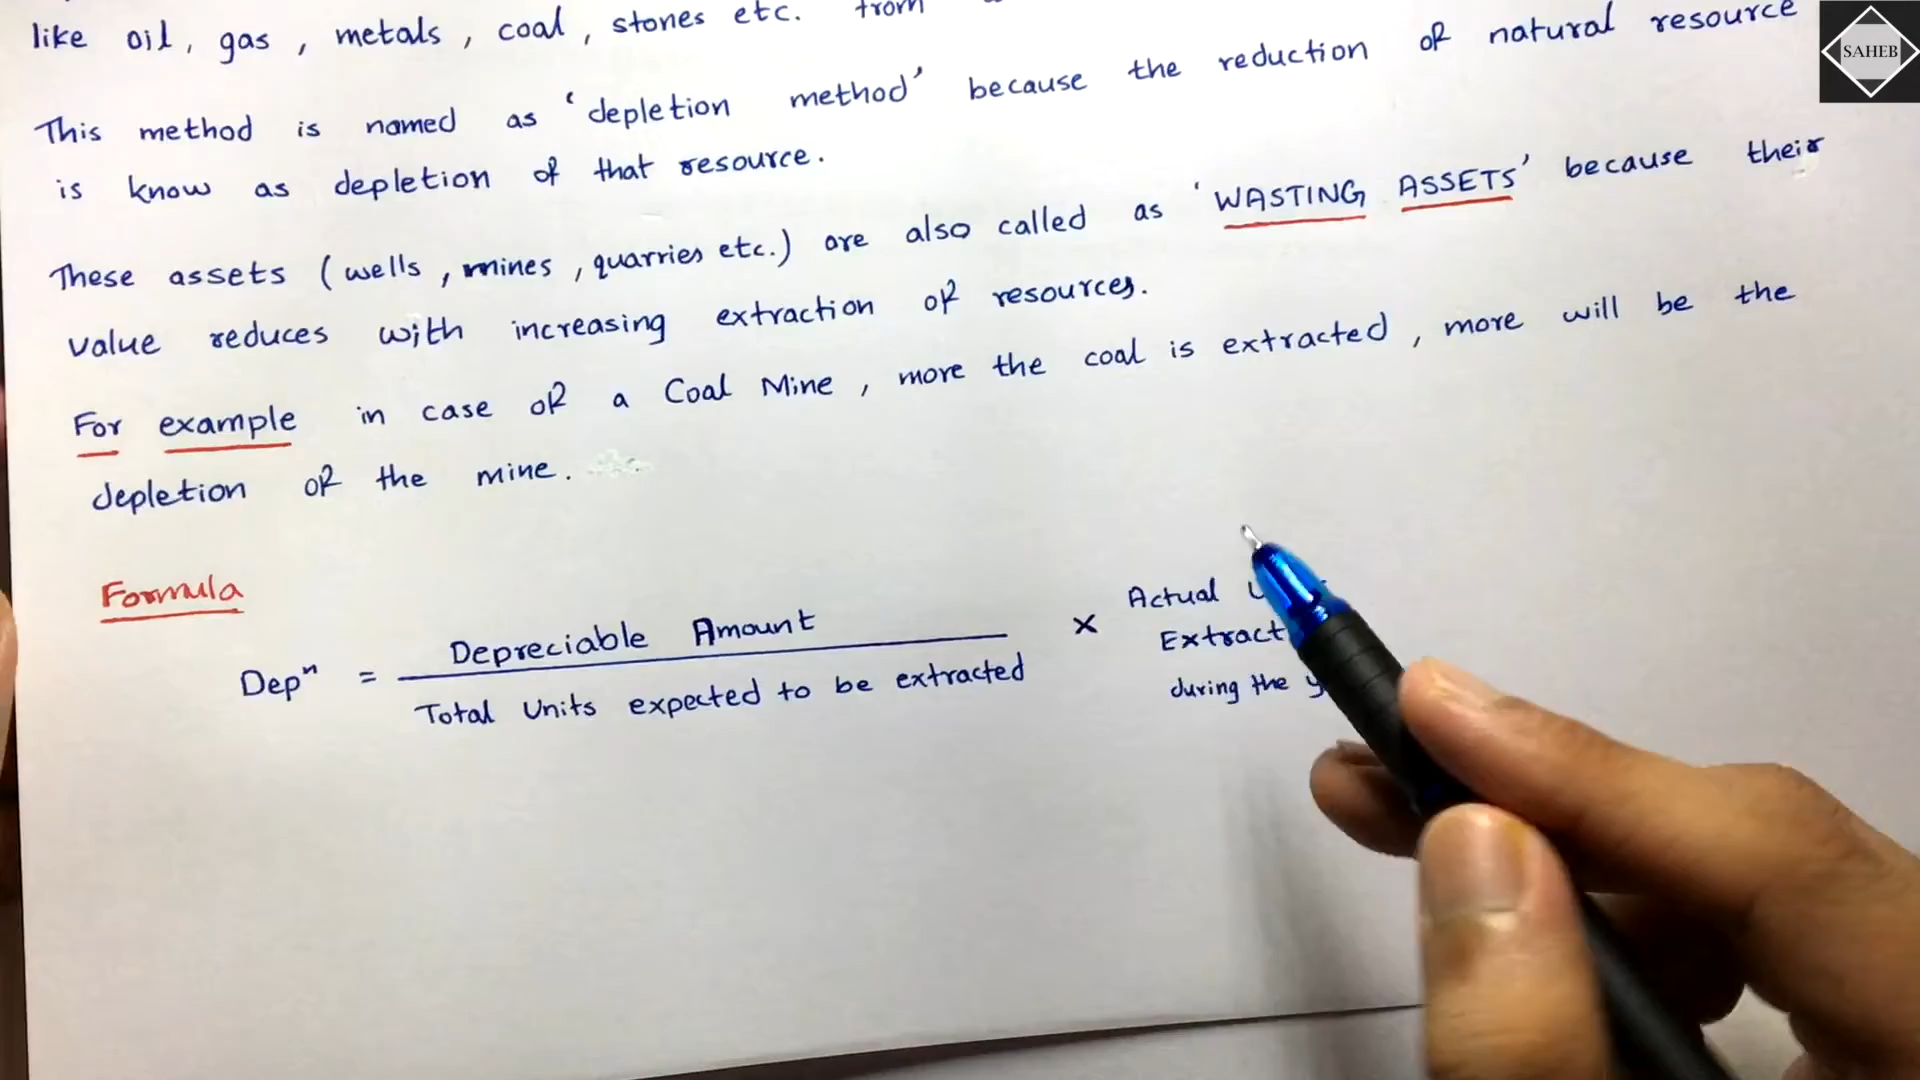 like oil, gas, metals, coal, stones etc. from
This method is named as 'depletion method' because the reduction of natural resource
is know as depletion of that resource.
These assets (wells, mines, quarries etc.) are also called as 'WASTING ASSETS' because their
value reduces with increasing extraction of resources.
For example in case of a Coal Mine, more the coal is extracted, more will be the
depletion of the mine.
Formula
Depⁿ = Depreciable Amount
Total Units expected to be extracted
× Actual
Extract
during the
SAHEB